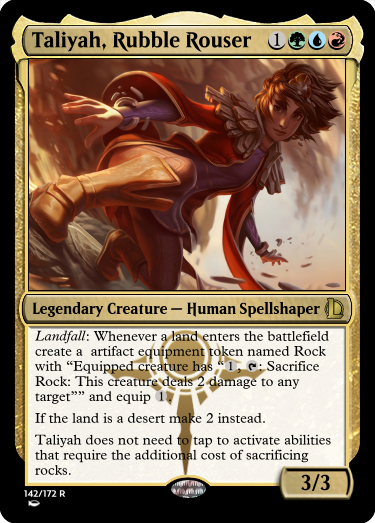 Taliyah, Rubble Rouser 1
Legendary Creature — Human Spellshaper
Landfall: Whenever a land enters the battlefield
create a artifact equipment token named Rock
with “Equipped creature has “1, : Sacrifice
Rock: This creature deals 2 damage to any
target”” and equip 1.
If the land is a desert make 2 instead.
Taliyah does not need to tap to activate abilities
that require the additional cost of sacrificing
rocks.
3/3
142/172 R